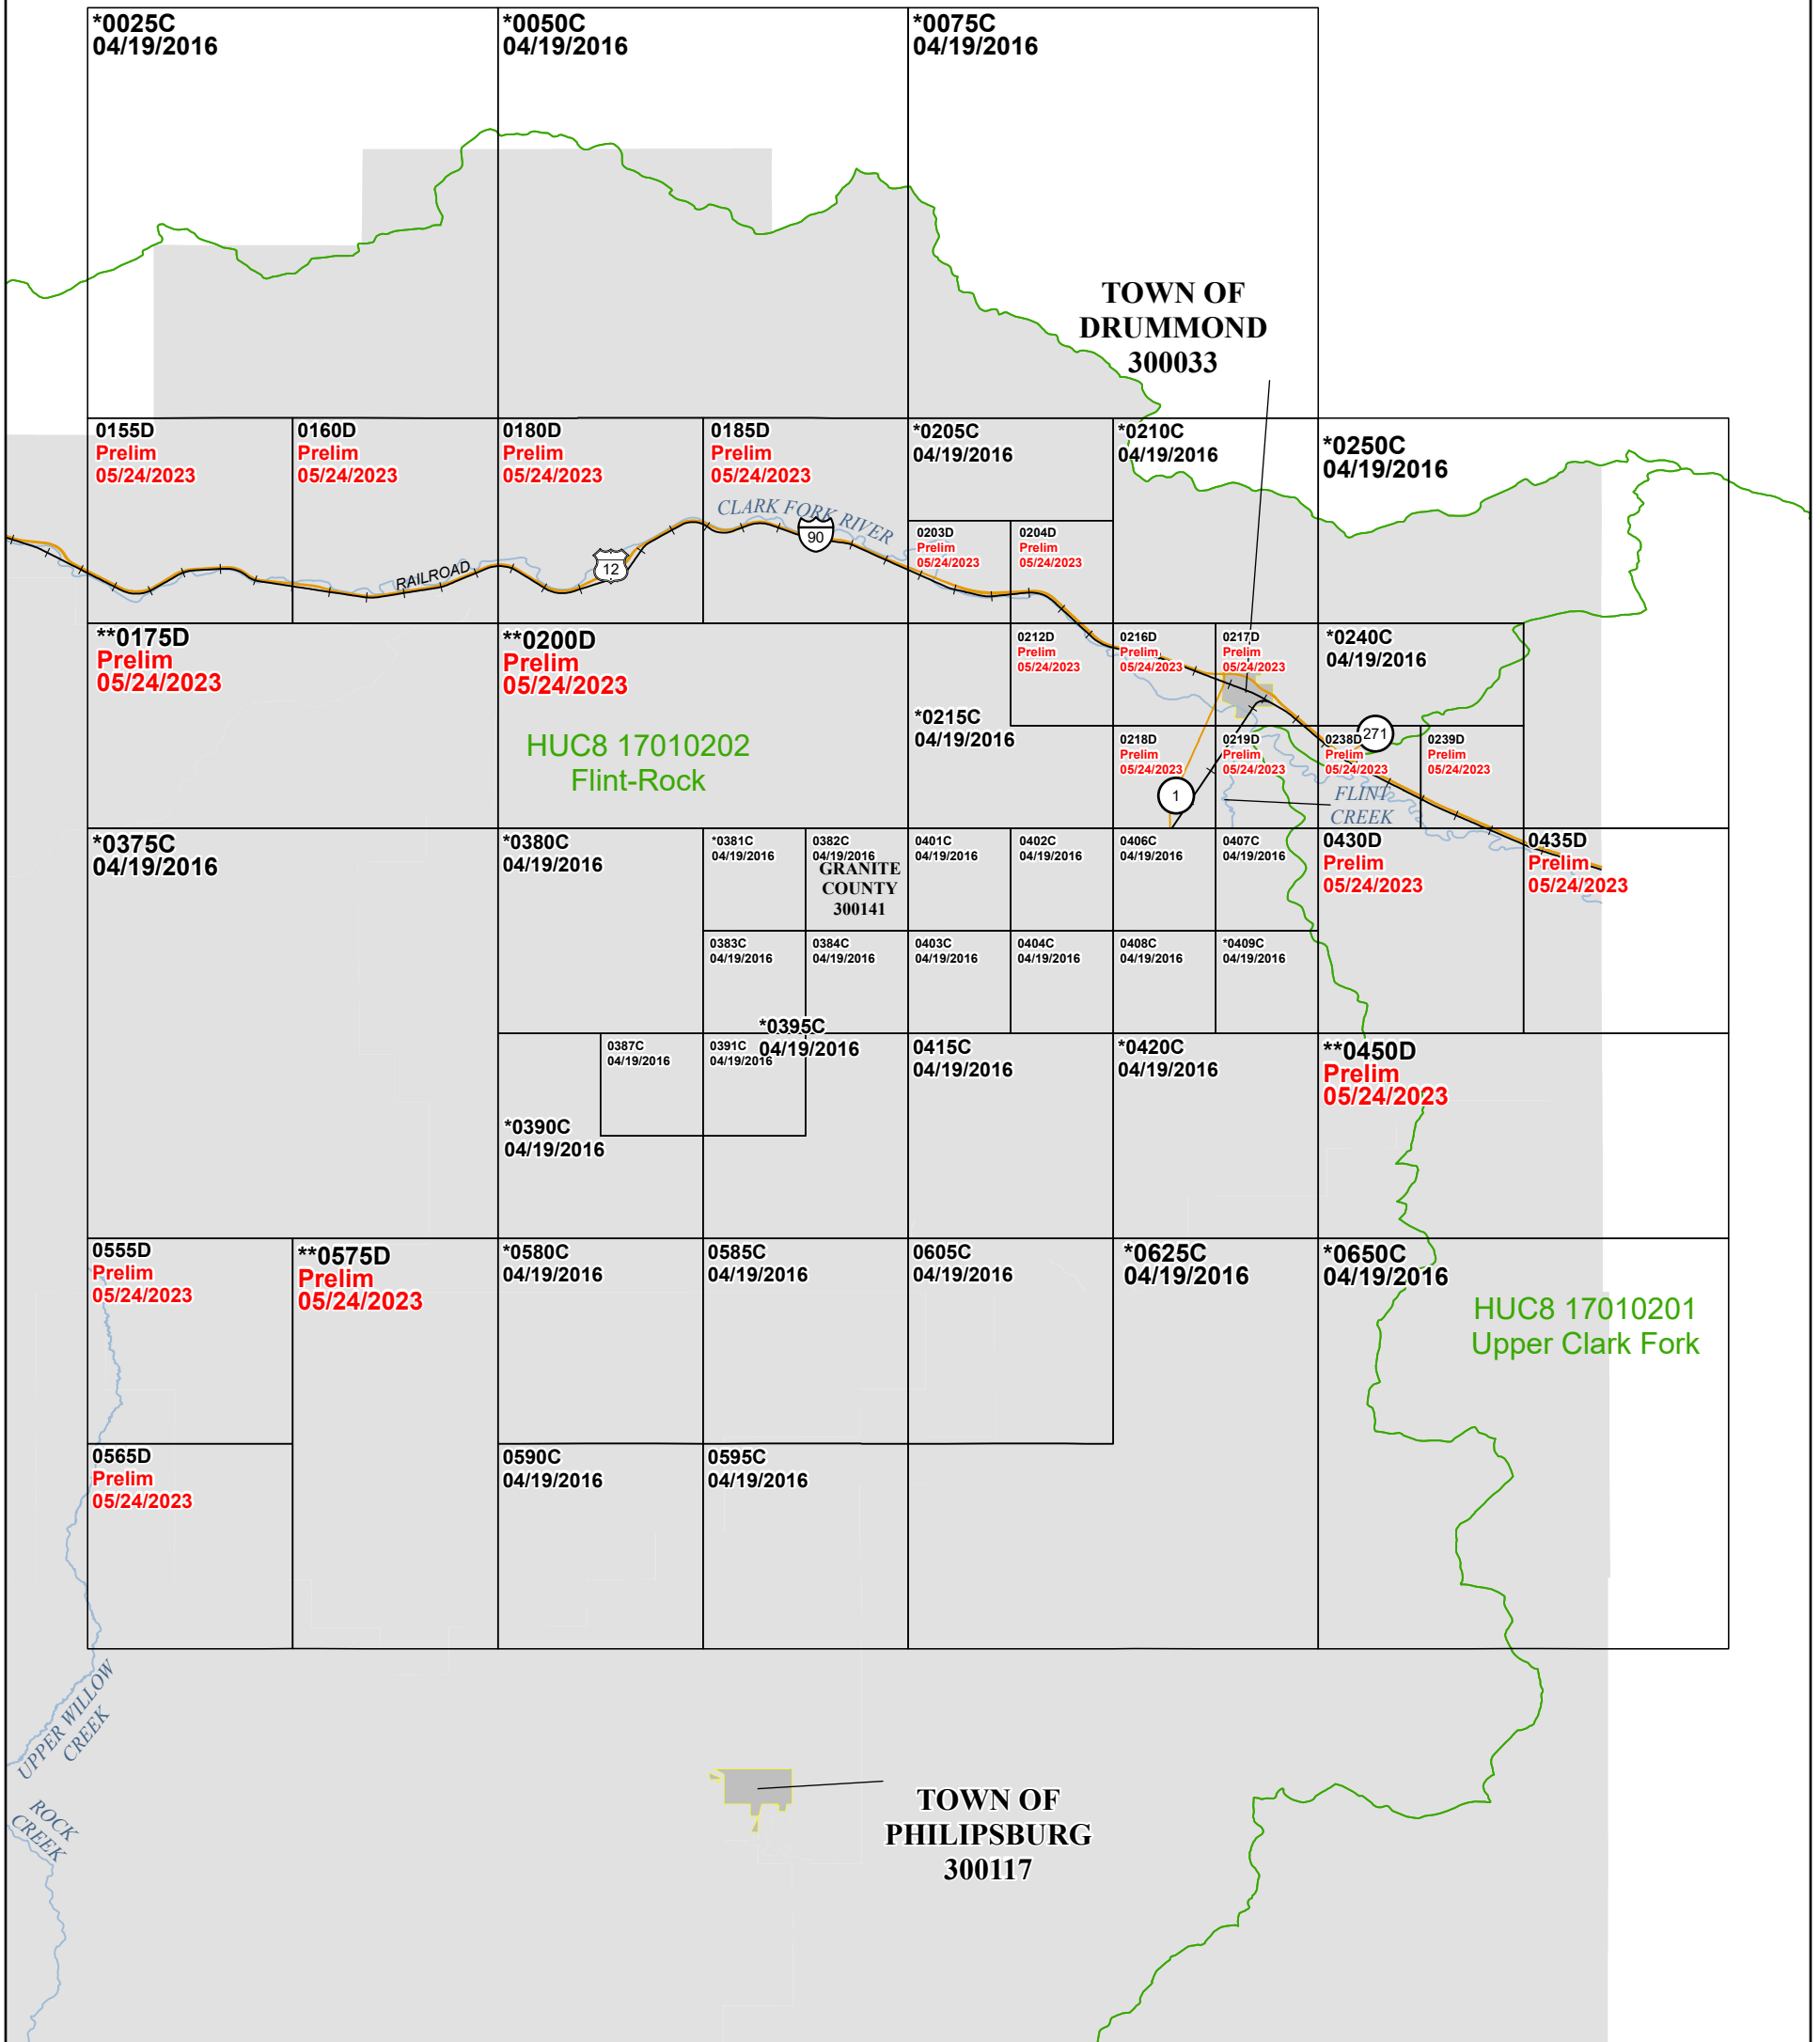 *0025C
04/19/2016
*0050C
04/19/2016
*0075C
04/19/2016
TOWN OF
DRUMMOND
300033
0155D
Prelim
05/24/2023
0160D
Prelim
05/24/2023
0180D
Prelim
05/24/2023
0185D
Prelim
05/24/2023
*0205C
04/19/2016
*0210C
04/19/2016
*0250C
04/19/2016
CLARK FORK RIVER
90
12
RAILROAD
0203D
Prelim
05/24/2023
0204D
Prelim
05/24/2023
**0175D
Prelim
05/24/2023
**0200D
Prelim
05/24/2023
0212D
Prelim
05/24/2023
0216D
Prelim
05/24/2023
0217D
Prelim
05/24/2023
*0240C
04/19/2016
HUC8 17010202
Flint-Rock
*0215C
04/19/2016
0218D
Prelim
05/24/2023
0219D
Prelim
05/24/2023
0238D
Prelim
05/24/2023
271
0239D
Prelim
05/24/2023
1
FLINT
CREEK
*0375C
04/19/2016
*0380C
04/19/2016
*0381C
04/19/2016
0382C
04/19/2016
GRANITE
COUNTY
300141
0401C
04/19/2016
0402C
04/19/2016
0406C
04/19/2016
0407C
04/19/2016
0430D
Prelim
05/24/2023
0435D
Prelim
05/24/2023
0383C
04/19/2016
0384C
04/19/2016
0403C
04/19/2016
0404C
04/19/2016
0408C
04/19/2016
*0409C
04/19/2016
0387C
04/19/2016
0391C
04/19/2016
*0395C
04/19/2016
0415C
04/19/2016
*0420C
04/19/2016
**0450D
Prelim
05/24/2023
*0390C
04/19/2016
0555D
Prelim
05/24/2023
**0575D
Prelim
05/24/2023
*0580C
04/19/2016
0585C
04/19/2016
0605C
04/19/2016
*0625C
04/19/2016
*0650C
04/19/2016
HUC8 17010201
Upper Clark Fork
0565D
Prelim
05/24/2023
0590C
04/19/2016
0595C
04/19/2016
UPPER WILLOW
CREEK
ROCK
CREEK
TOWN OF
PHILIPSBURG
300117